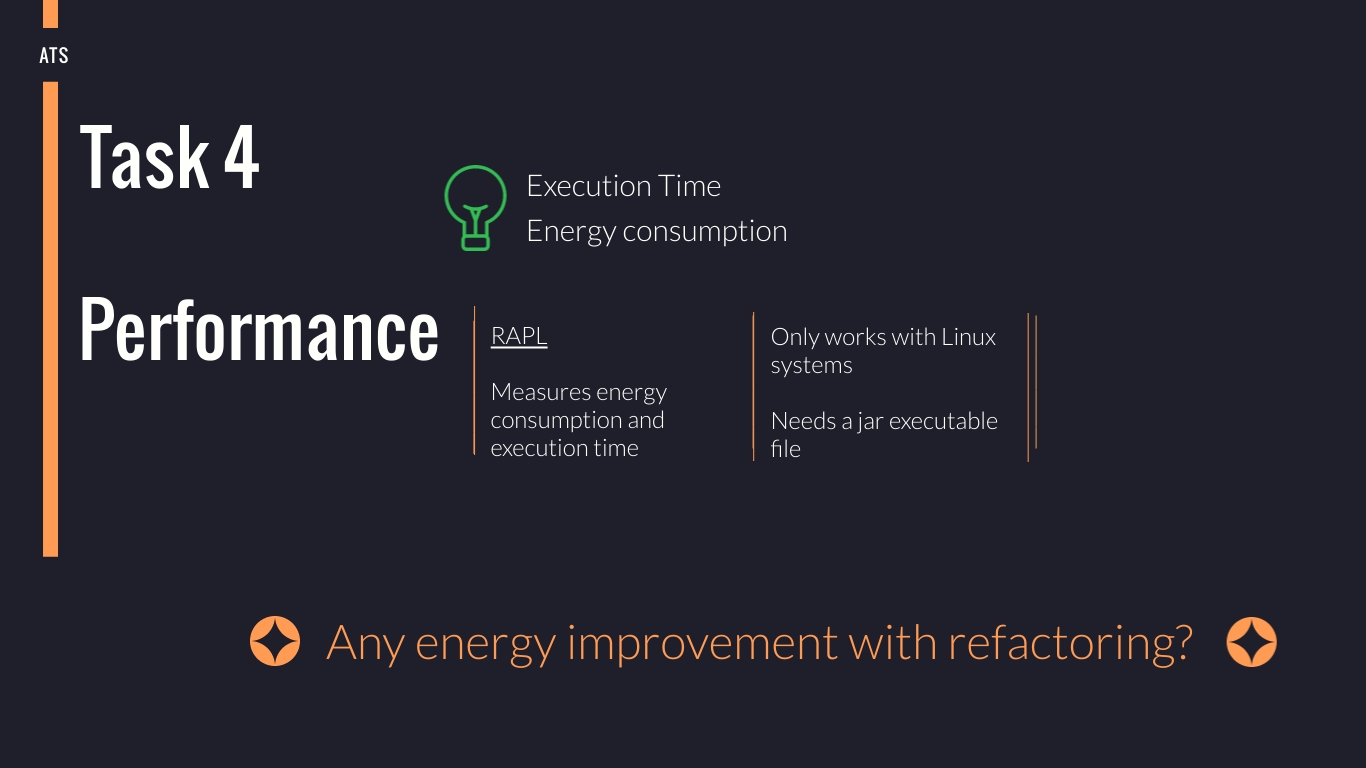 ATS
Task 4
Execution Time
Energy consumption
Performance
RAPL
Measures energy
consumption and
execution time
Only works with Linux
systems
Needs a jar executable
file
Any energy improvement with refactoring?